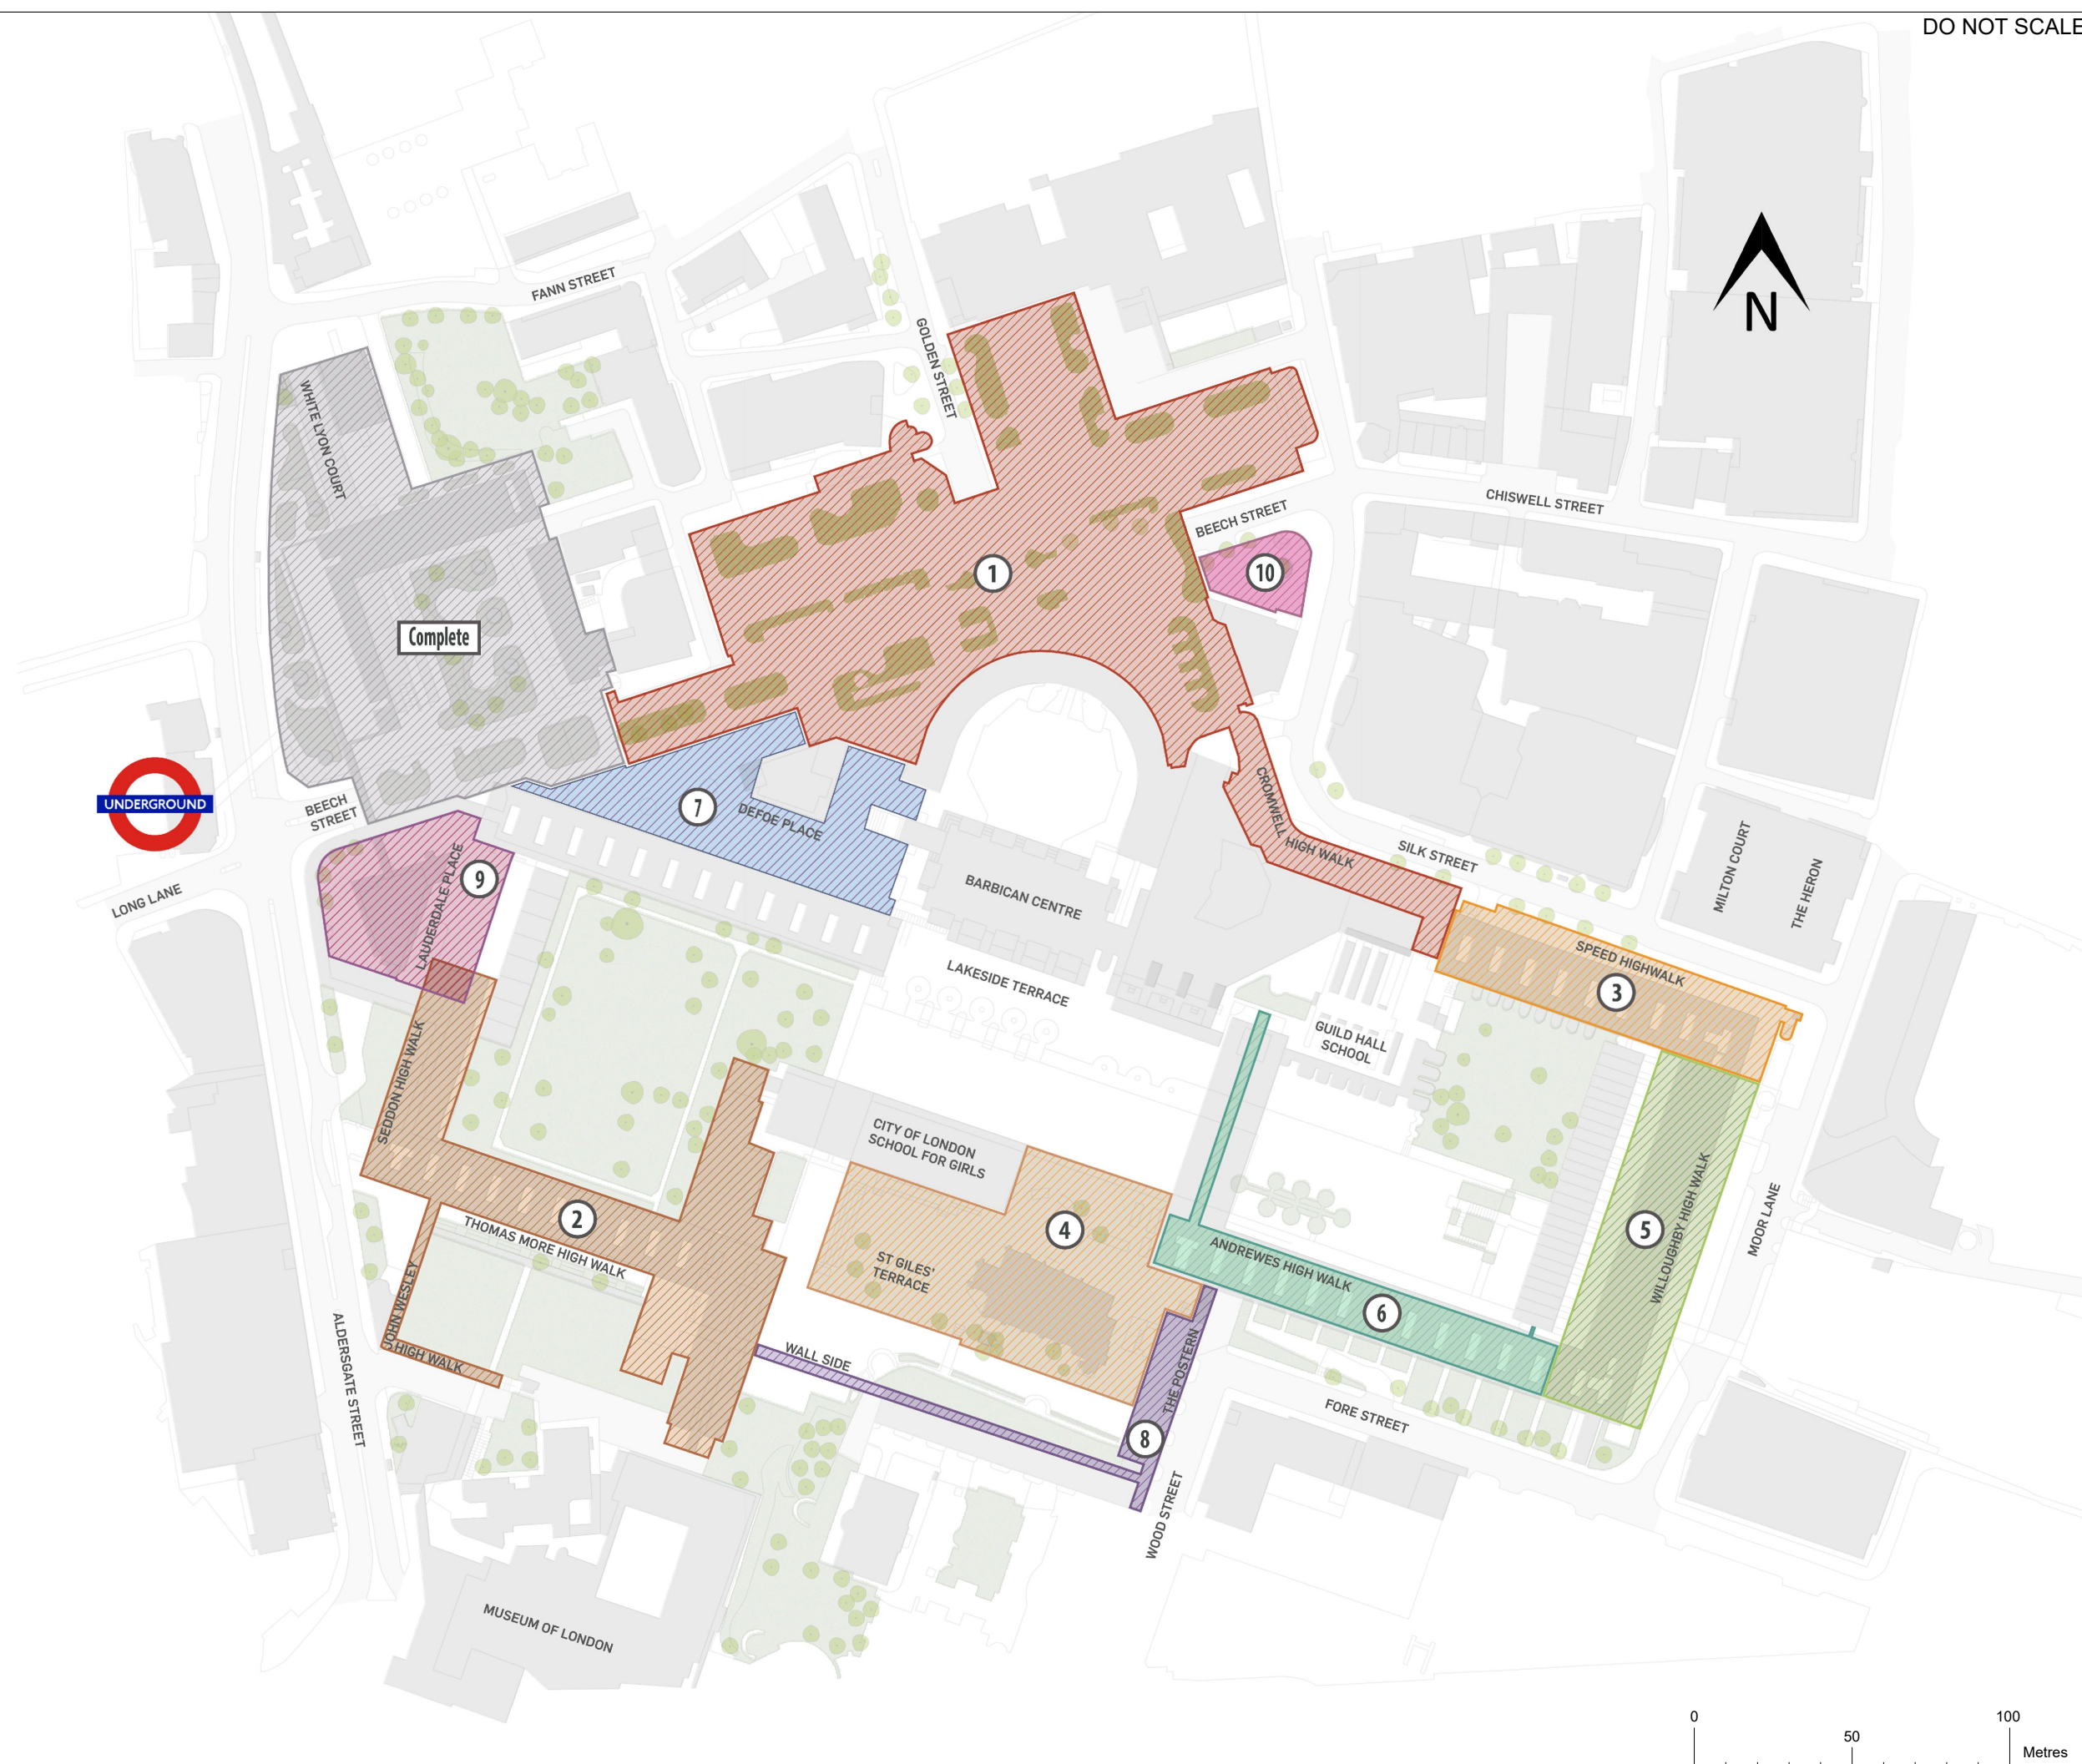 DO NOT SCALE
FANN STREET
GOLDEN STREET
N
WHITE LYON COURT
CHISWELL STREET
BEECH STREET
1
10
Complete
UNDERGROUND
BEECH
STREET
7
DEFOE PLACE
CROMWELL HIGH WALK
SILK STREET
MILTON COURT
THE HERON
LONG LANE
LAUDERDALE PLACE
9
BARBICAN CENTRE
LAKESIDE TERRACE
SPEED HIGHWALK
3
GUILD HALL
SCHOOL
SEDDON HIGH WALK
CITY OF LONDON
SCHOOL FOR GIRLS
2
THOMAS MORE HIGH WALK
4
ST GILES'
TERRACE
ANDREWES HIGH WALK
6
5
WILLOUGHBY HIGH WALK
MOOR LANE
JOHN WESLEY
HIGH WALK
ALDERSGATE STREET
WALL SIDE
THE POSTERN
8
FORE STREET
WOOD STREET
MUSEUM OF LONDON
0
50
100
Metres